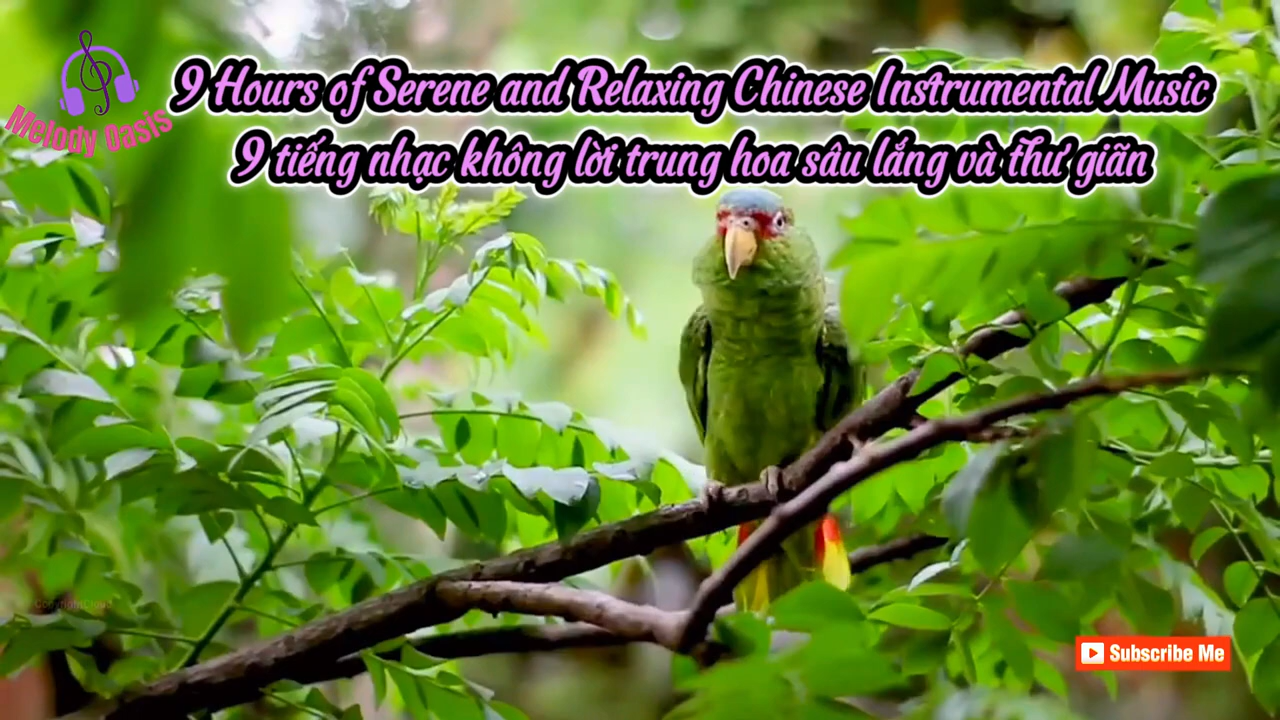 Melody Oasis
9 Hours of Serene and Relaxing Chinese Instrumental Music
9 tiếng nhạc không lời trung hoa sâu lắng và thư giãn
Subscribe Me